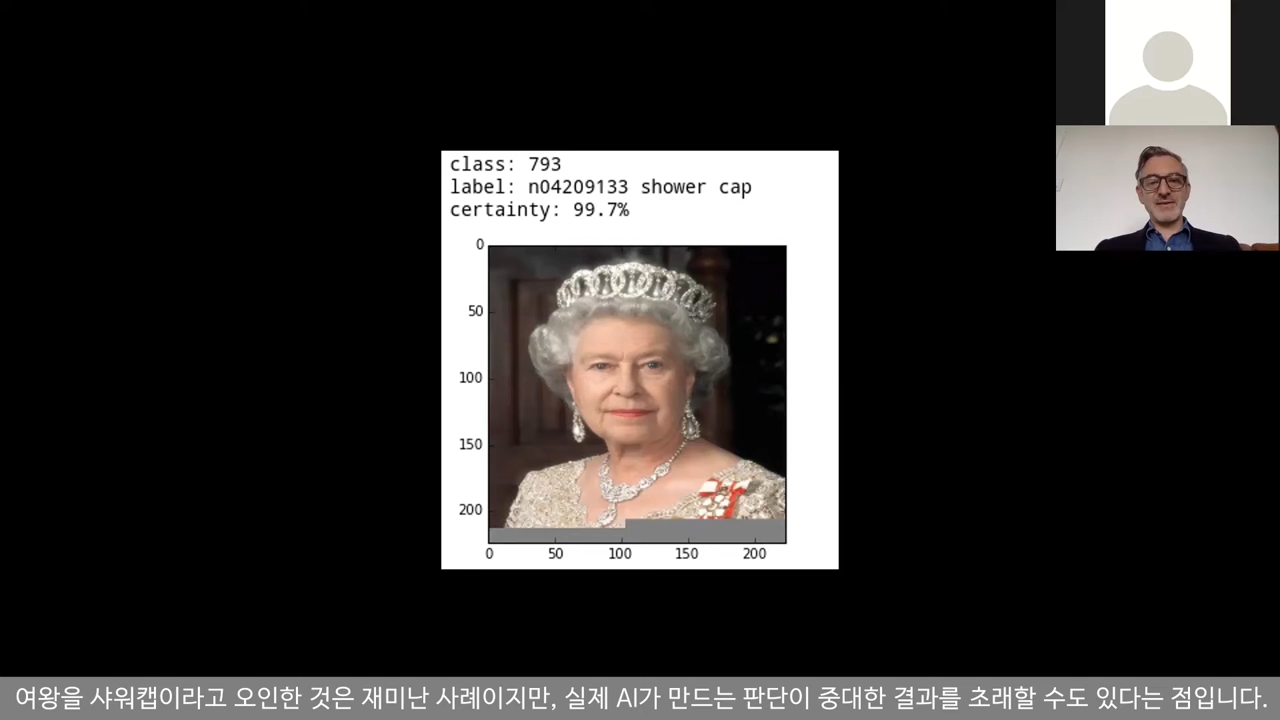 class: 793
label: n04209133 shower cap
certainty: 99.7%
0
50
100
150
200
0 50 100 150 200
여왕을 샤워캡이라고 오인한 것은 재미난 사례이지만, 실제 AI가 만드는 판단이 중대한 결과를 초래할 수도 있다는 점입니다.